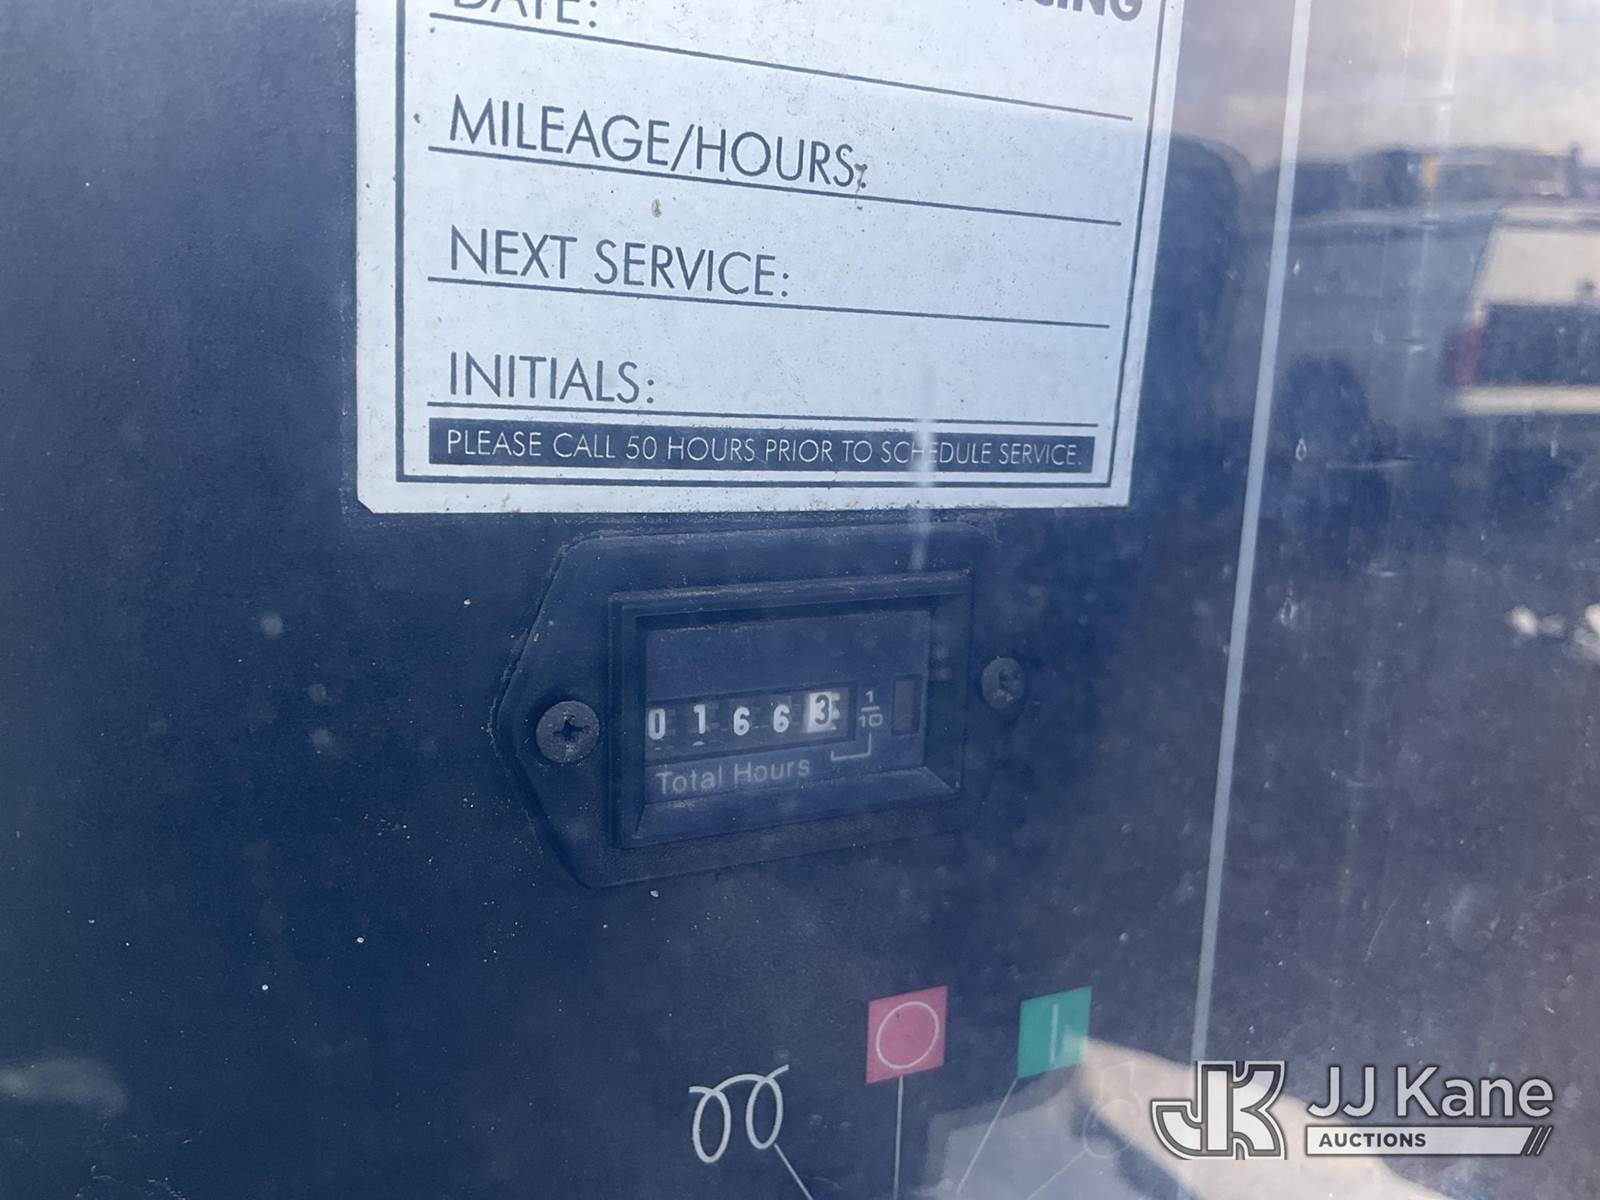 DATE:
MILEAGE/HOURS:
NEXT SERVICE:
INITIALS:
PLEASE CALL 50 HOURS PRIOR TO SCHEDULE SERVICE.
0 1 6 6 3 1/10
Total Hours
JJ Kane
AUCTIONS